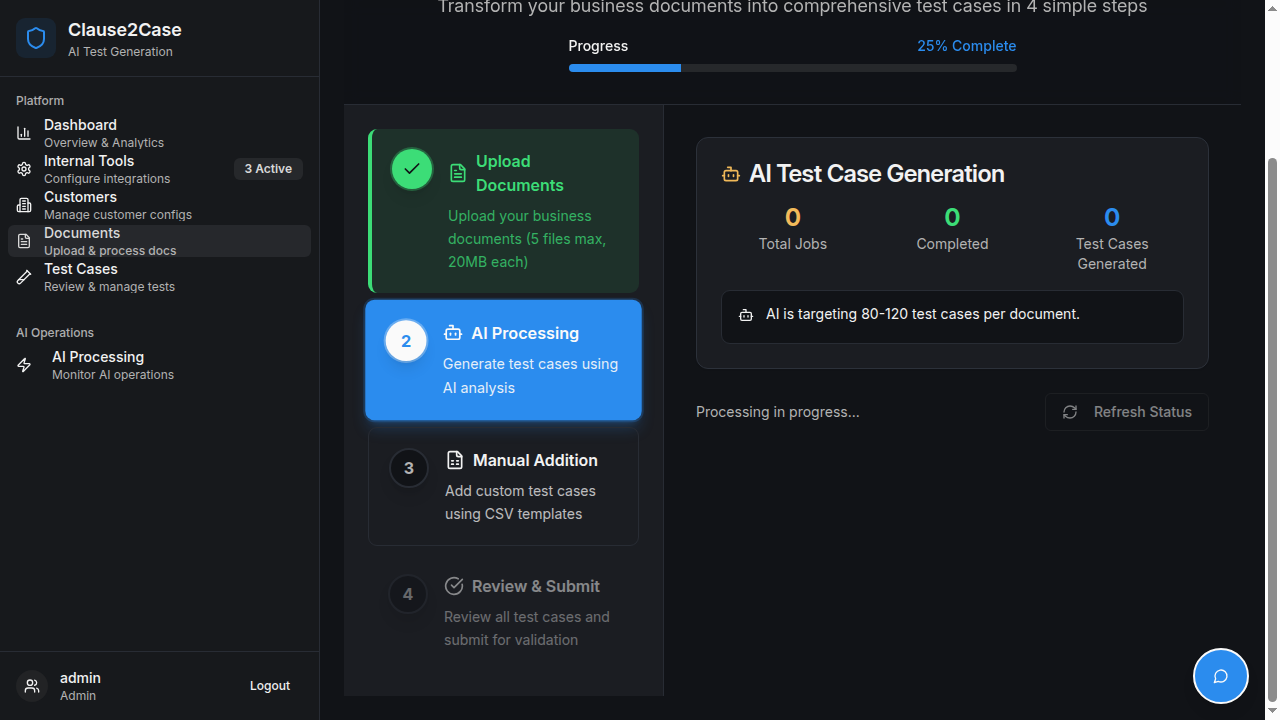 Clause2Case
AI Test Generation
Platform
Dashboard
Overview & Analytics
Internal Tools
Configure integrations
3 Active
Customers
Manage customer configs
Documents
Upload & process docs
Test Cases
Review & manage tests
AI Operations
AI Processing
Monitor AI operations
admin
Admin
Logout
Transform your business documents into comprehensive test cases in 4 simple steps
Progress
25% Complete
Upload
Documents
Upload your business
documents (5 files max,
20MB each)
2
AI Processing
Generate test cases using
AI analysis
3
Manual Addition
Add custom test cases
using CSV templates
4
Review & Submit
Review all test cases and
submit for validation
AI Test Case Generation
0
Total Jobs
0
Completed
0
Test Cases
Generated
AI is targeting 80-120 test cases per document.
Processing in progress...
Refresh Status